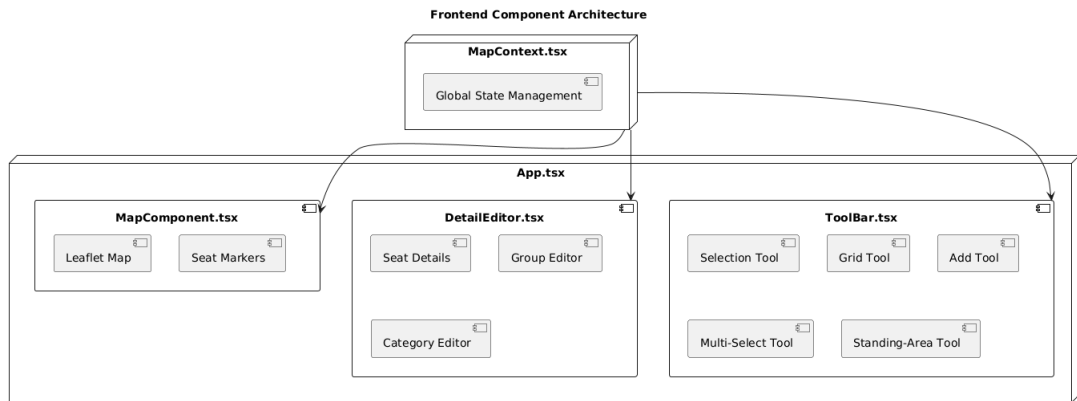 Frontend Component Architecture
MapContext.tsx
Global State Management
App.tsx
MapComponent.tsx
Leaflet Map
Seat Markers
DetailEditor.tsx
Seat Details
Group Editor
Category Editor
ToolBar.tsx
Selection Tool
Grid Tool
Add Tool
Multi-Select Tool
Standing-Area Tool